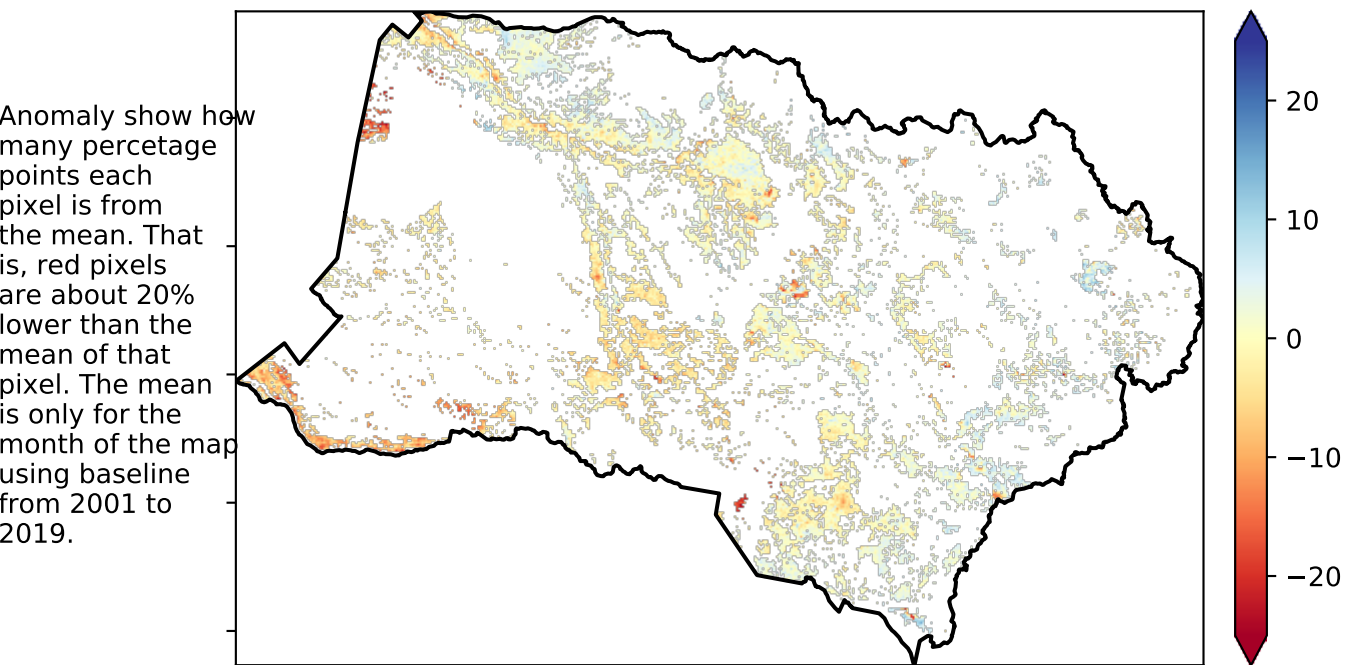 Anomaly show how
many percetage
points each
pixel is from
the mean. That
is, red pixels
are about 20%
lower than the
mean of that
pixel. The mean
is only for the
month of the map
using baseline
from 2001 to
2019.
20
10
0
−10
−20